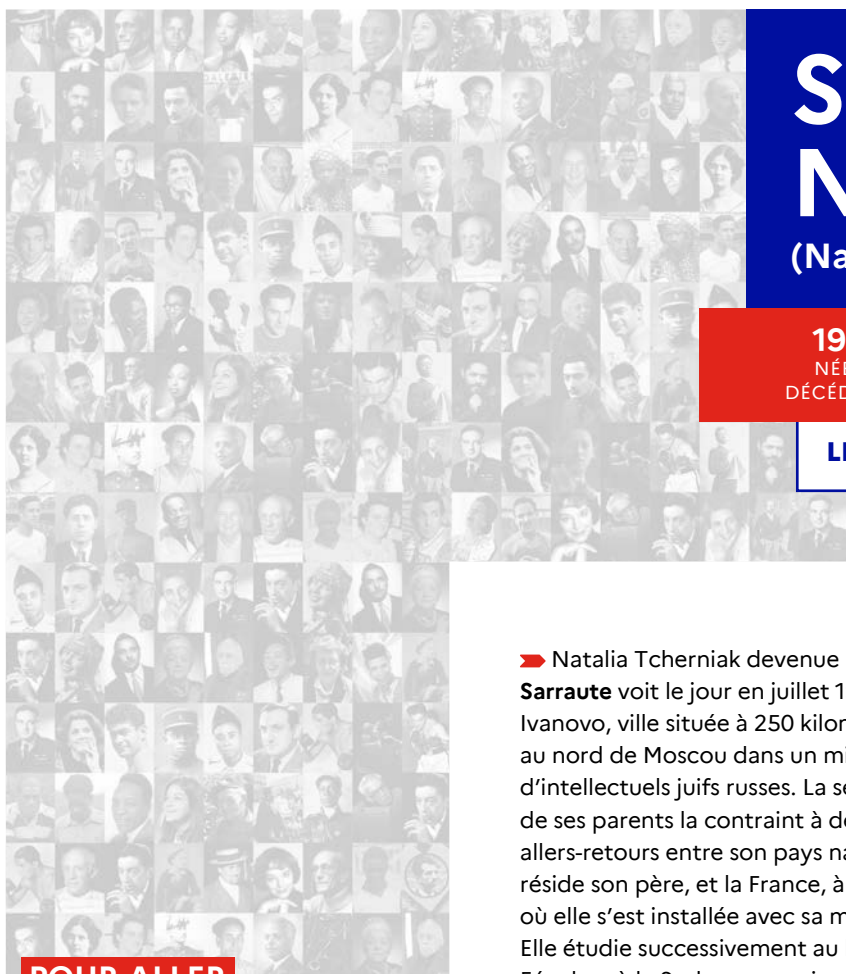 S
N
(Na
19
NÉE
DÉCÉD
LI
Natalia Tcherniak devenue
Sarraute voit le jour en juillet 1
Ivanovo, ville située à 250 kilon
au nord de Moscou dans un mi
d'intellectuels juifs russes. La sé
de ses parents la contraint à de
allers-retours entre son pays na
réside son père, et la France, à
où elle s'est installée avec sa m
Elle étudie successivement au
POUR ALLER